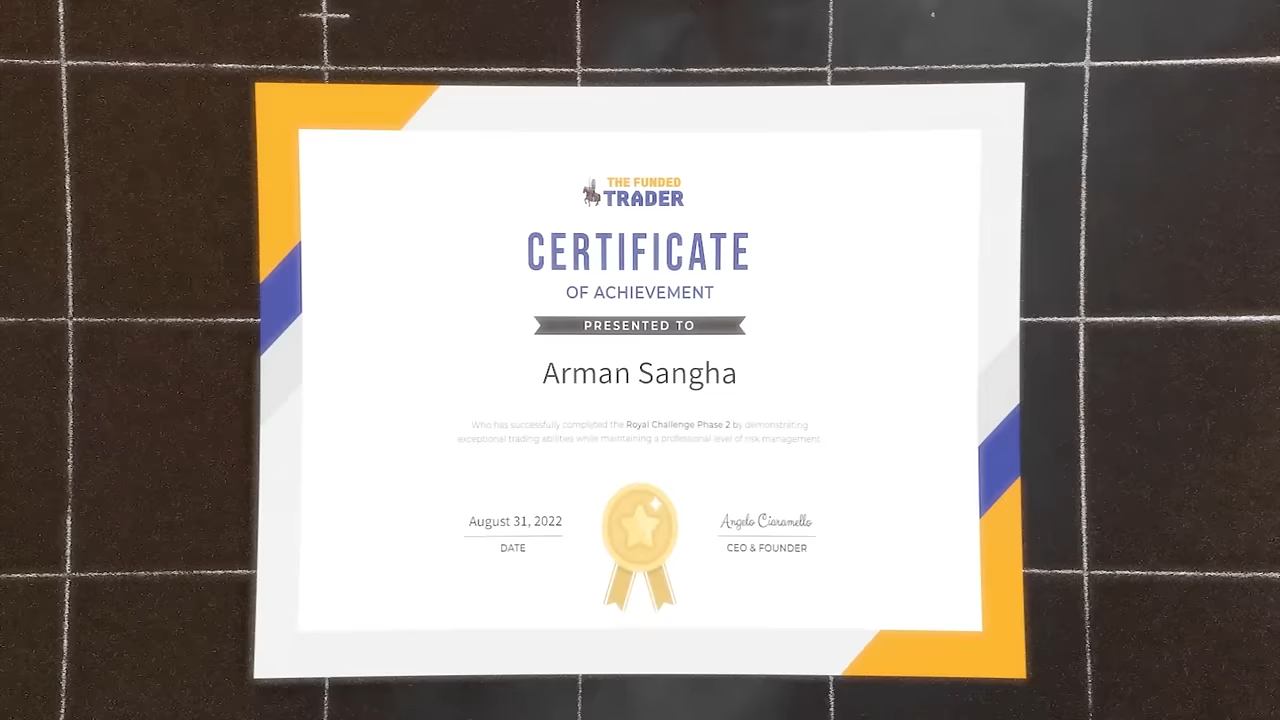 THE FUNDED
TRADER
CERTIFICATE
OF ACHIEVEMENT
PRESENTED TO
Arman Sangha
Who has successfully completed the Royal Challenge Phase 2 by demonstrating
exceptional trading abilities while maintaining a professional level of risk management
August 31, 2022
DATE
Angelo Ciaramello
CEO & FOUNDER